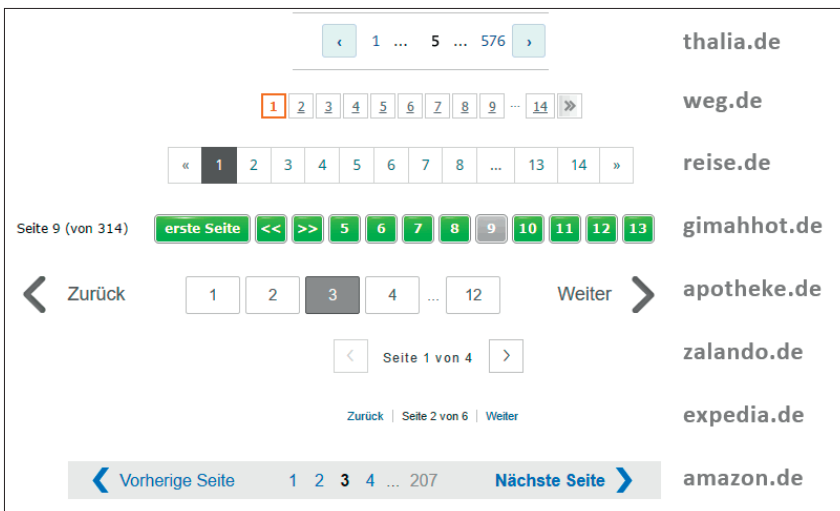 ‹ 1 ... 5 ... 576 › thalia.de
1 2 3 4 5 6 7 8 9 ... 14 » weg.de
« 1 2 3 4 5 6 7 8 ... 13 14 » reise.de
Seite 9 (von 314) erste Seite << >> 5 6 7 8 9 10 11 12 13 gimahhot.de
Zurück 1 2 3 4 ... 12 Weiter apotheke.de
‹ Seite 1 von 4 › zalando.de
Zurück | Seite 2 von 6 | Weiter expedia.de
Vorherige Seite 1 2 3 4 ... 207 Nächste Seite amazon.de